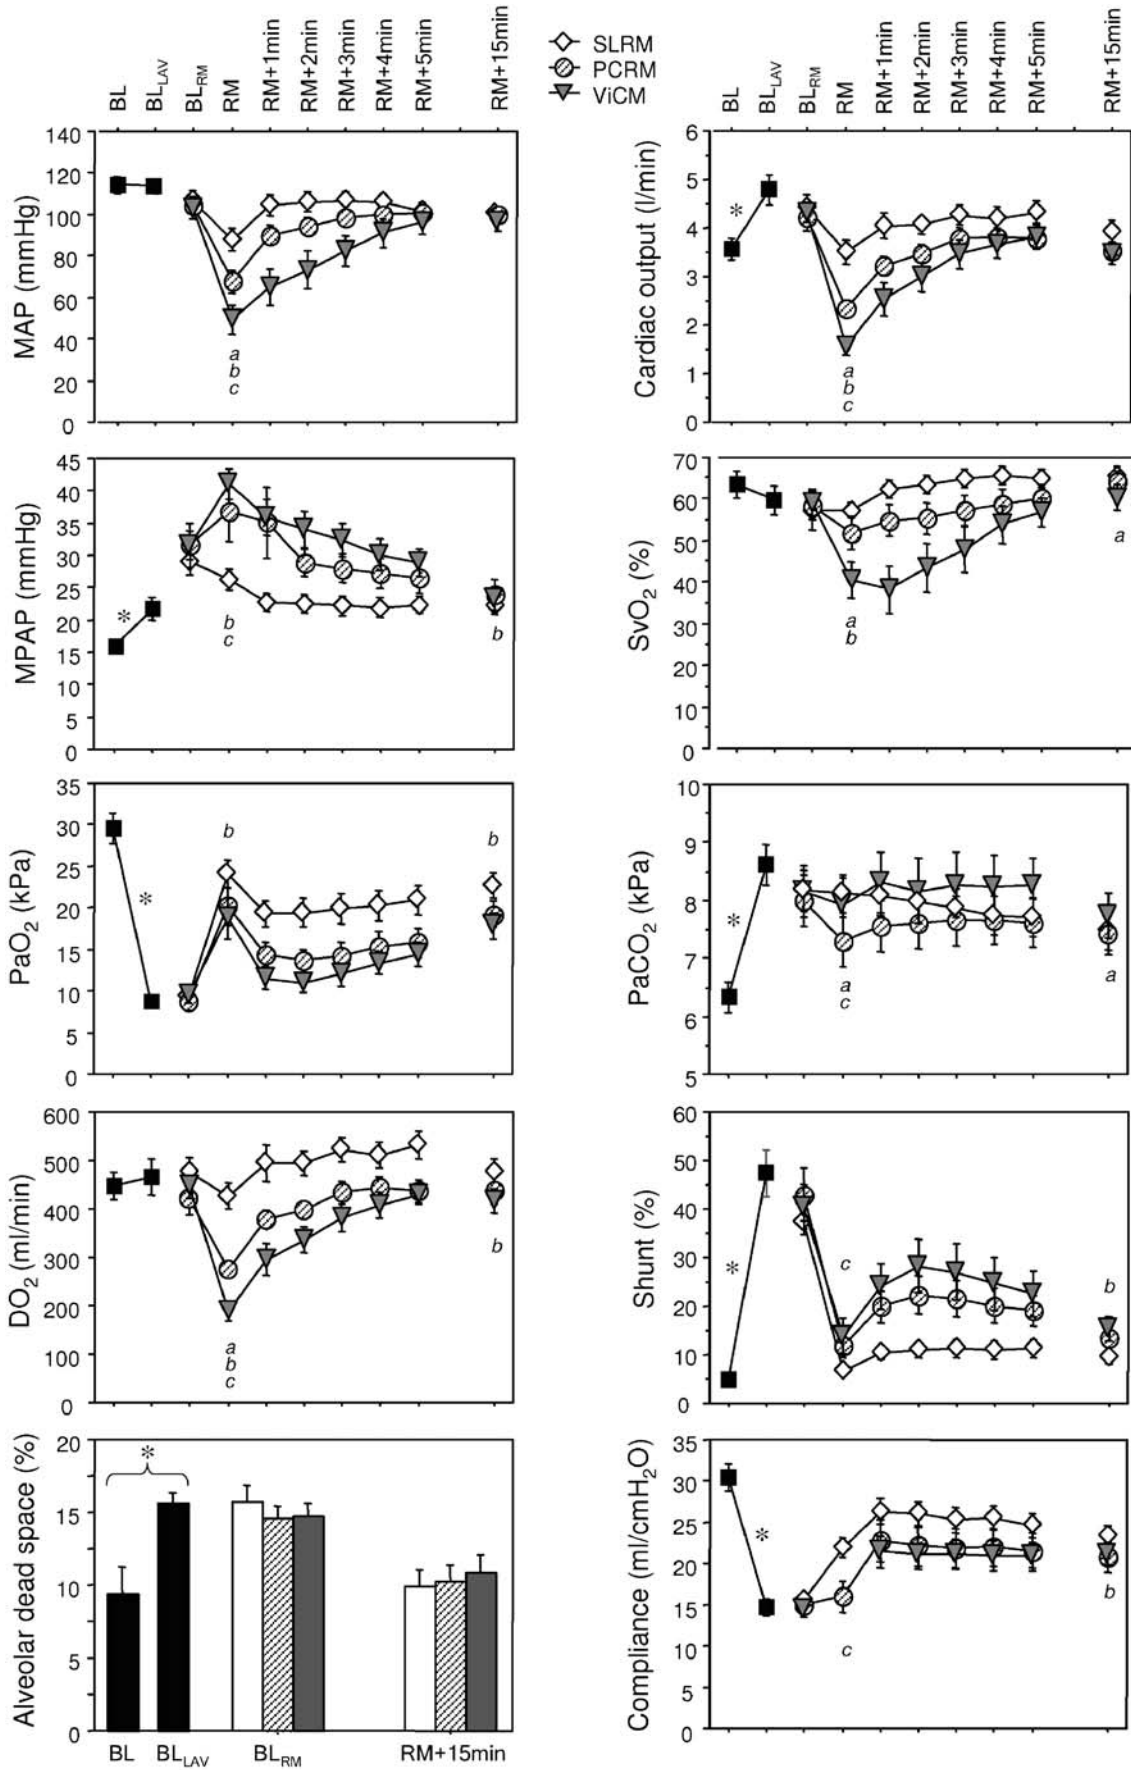 BL BL_LAV BL_RM RM RM+1min RM+2min RM+3min RM+4min RM+5min RM+15min
SLRM
PCRM
ViCM
BL BL_LAV BL_RM RM RM+1min RM+2min RM+3min RM+4min RM+5min RM+15min
MAP (mmHg)
140
120
100
80
60
40
20
0
a
b
c
Cardiac output (l/min)
6
5
4
3
2
1
0
*
a
b
c
MPAP (mmHg)
45
40
35
30
25
20
15
10
5
0
*
b
c
b
SvO₂ (%)
70
60
50
40
30
20
10
0
a
b
a
PaO₂ (kPa)
35
30
25
20
15
10
5
0
*
b
b
PaCO₂ (kPa)
10
9
8
7
6
5
*
a
c
a
DO₂ (ml/min)
600
500
400
300
200
100
0
a
b
c
b
Shunt (%)
60
50
40
30
20
10
0
*
c
b
Alveolar dead space (%)
20
15
10
5
0
*
BL BL_LAV BL_RM RM+15min
Compliance (ml/cmH₂O)
35
30
25
20
15
10
5
0
*
c
b